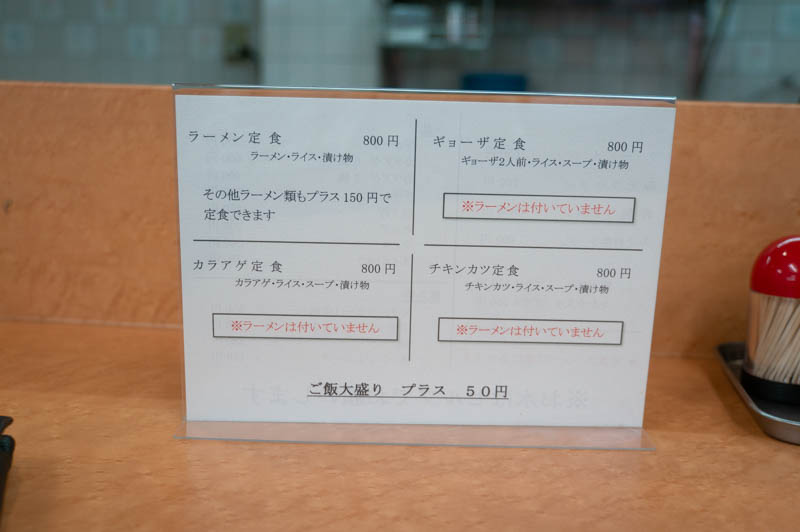 ラーメン定食 800円
ラーメン・ライス・漬け物
その他ラーメン類もプラス150円で
定食できます
ギョーザ定食 800円
ギョーザ2人前・ライス・スープ・漬け物
※ラーメンは付いていません
カラアゲ定食 800円
カラアゲ・ライス・スープ・漬け物
※ラーメンは付いていません
チキンカツ定食 800円
チキンカツ・ライス・スープ・漬け物
※ラーメンは付いていません
ご飯大盛り プラス ５０円